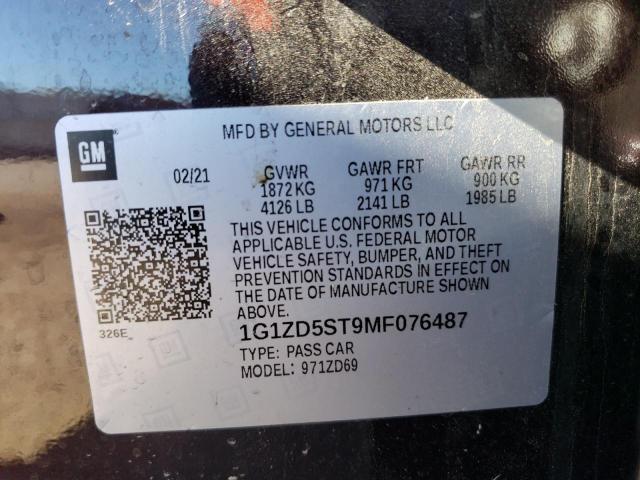 GM
MFD BY GENERAL MOTORS LLC
02/21 GVWR GAWR FRT GAWR RR
1872 KG 971 KG 900 KG
4126 LB 2141 LB 1985 LB
THIS VEHICLE CONFORMS TO ALL
APPLICABLE U.S. FEDERAL MOTOR
VEHICLE SAFETY, BUMPER, AND THEFT
PREVENTION STANDARDS IN EFFECT ON
THE DATE OF MANUFACTURE SHOWN
ABOVE.
326E 1G1ZD5ST9MF076487
TYPE: PASS CAR
MODEL: 971ZD69